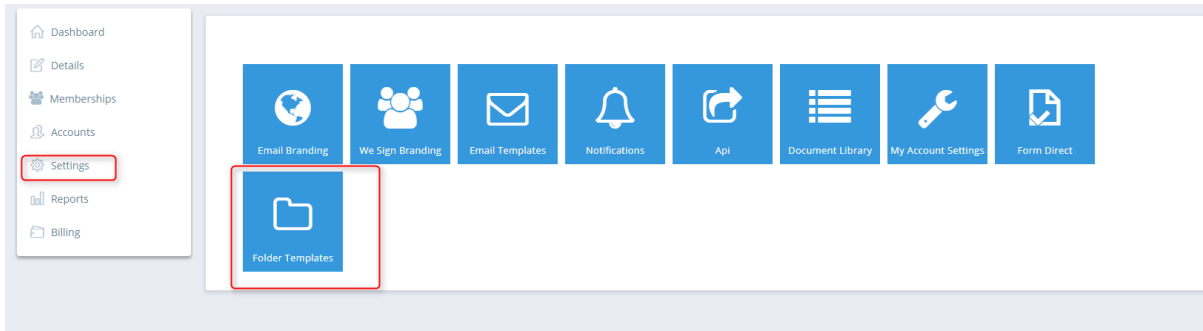 Dashboard
Details
Memberships
Accounts
Settings
Reports
Billing
Email Branding
We Sign Branding
Email Templates
Notifications
Api
Document Library
My Account Settings
Form Direct
Folder Templates